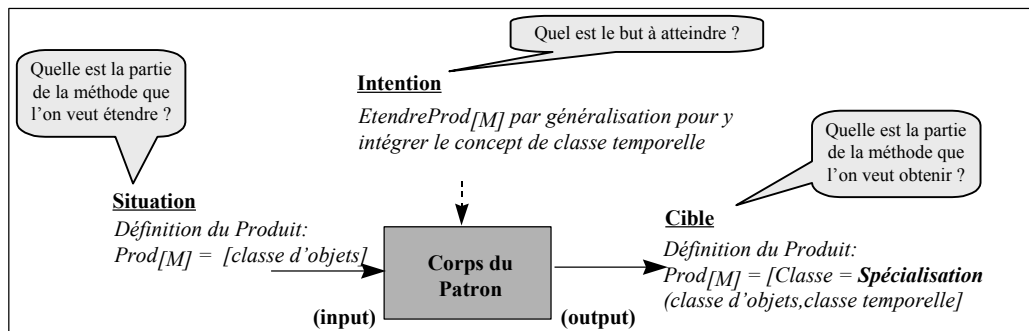 Quel est le but à atteindre ?
Quelle est la partie
de la méthode que
l'on veut étendre ?
Intention
EtendreProd[M] par généralisation pour y
intégrer le concept de classe temporelle
Quelle est la partie
de la méthode que
l'on veut obtenir ?
Situation
Définition du Produit:
Prod[M] = [classe d'objets]
Corps du
Patron
Cible
Définition du Produit:
Prod[M] = [Classe = Spécialisation
(classe d'objets,classe temporelle]
(input)
(output)